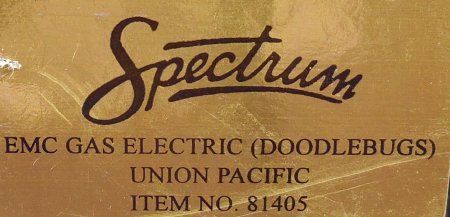 Spectrum
EMC GAS ELECTRIC (DOODLEBUGS)
UNION PACIFIC
ITEM NO. 81405